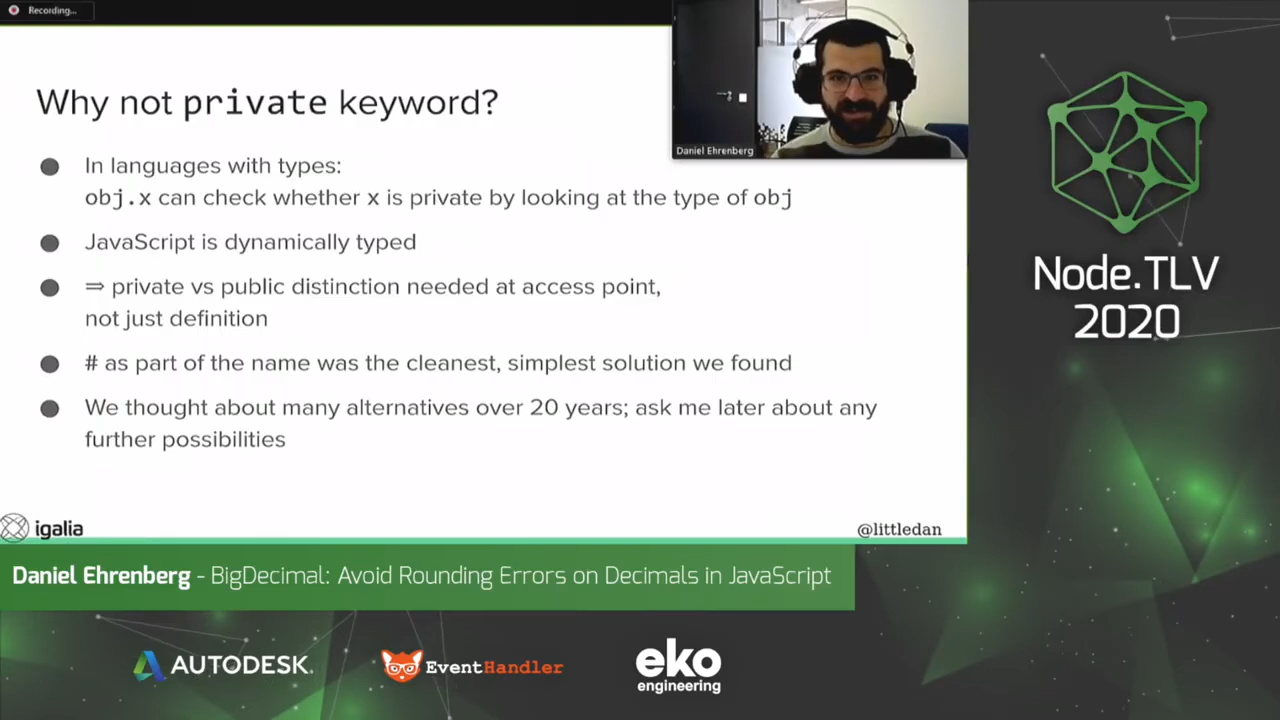 Recording...
Why not private keyword?
In languages with types:
obj.x can check whether x is private by looking at the type of obj
JavaScript is dynamically typed
⇒ private vs public distinction needed at access point,
not just definition
# as part of the name was the cleanest, simplest solution we found
We thought about many alternatives over 20 years; ask me later about any
further possibilities
igalia
@littledan
Daniel Ehrenberg
Node.TLV
2020
Daniel Ehrenberg - BigDecimal: Avoid Rounding Errors on Decimals in JavaScript
AUTODESK.
EventHandler
eko
engineering